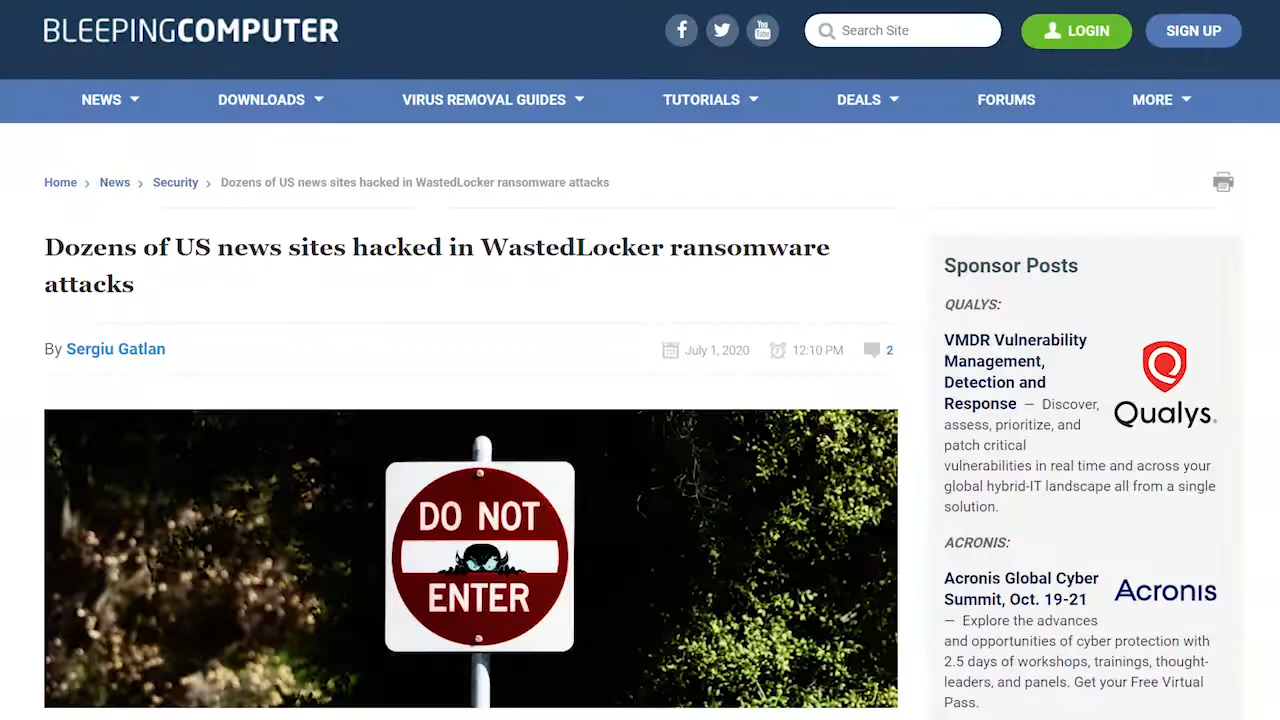 BLEEPINGCOMPUTER
f
You Tube
Search Site
LOGIN
SIGN UP
NEWS
DOWNLOADS
VIRUS REMOVAL GUIDES
TUTORIALS
DEALS
FORUMS
MORE
Home > News > Security > Dozens of US news sites hacked in WastedLocker ransomware attacks
Dozens of US news sites hacked in WastedLocker ransomware
attacks
By Sergiu Gatlan
July 1, 2020
12:10 PM
2
DO NOT
ENTER
Sponsor Posts
QUALYS:
VMDR Vulnerability
Management,
Detection and
Response — Discover,
assess, prioritize, and
patch critical
vulnerabilities in real time and across your
global hybrid-IT landscape all from a single
solution.
Qualys.
ACRONIS:
Acronis Global Cyber
Summit, Oct. 19-21
— Explore the advances
and opportunities of cyber protection with
2.5 days of workshops, trainings, thought-
leaders, and panels. Get your Free Virtual
Pass.
Acronis